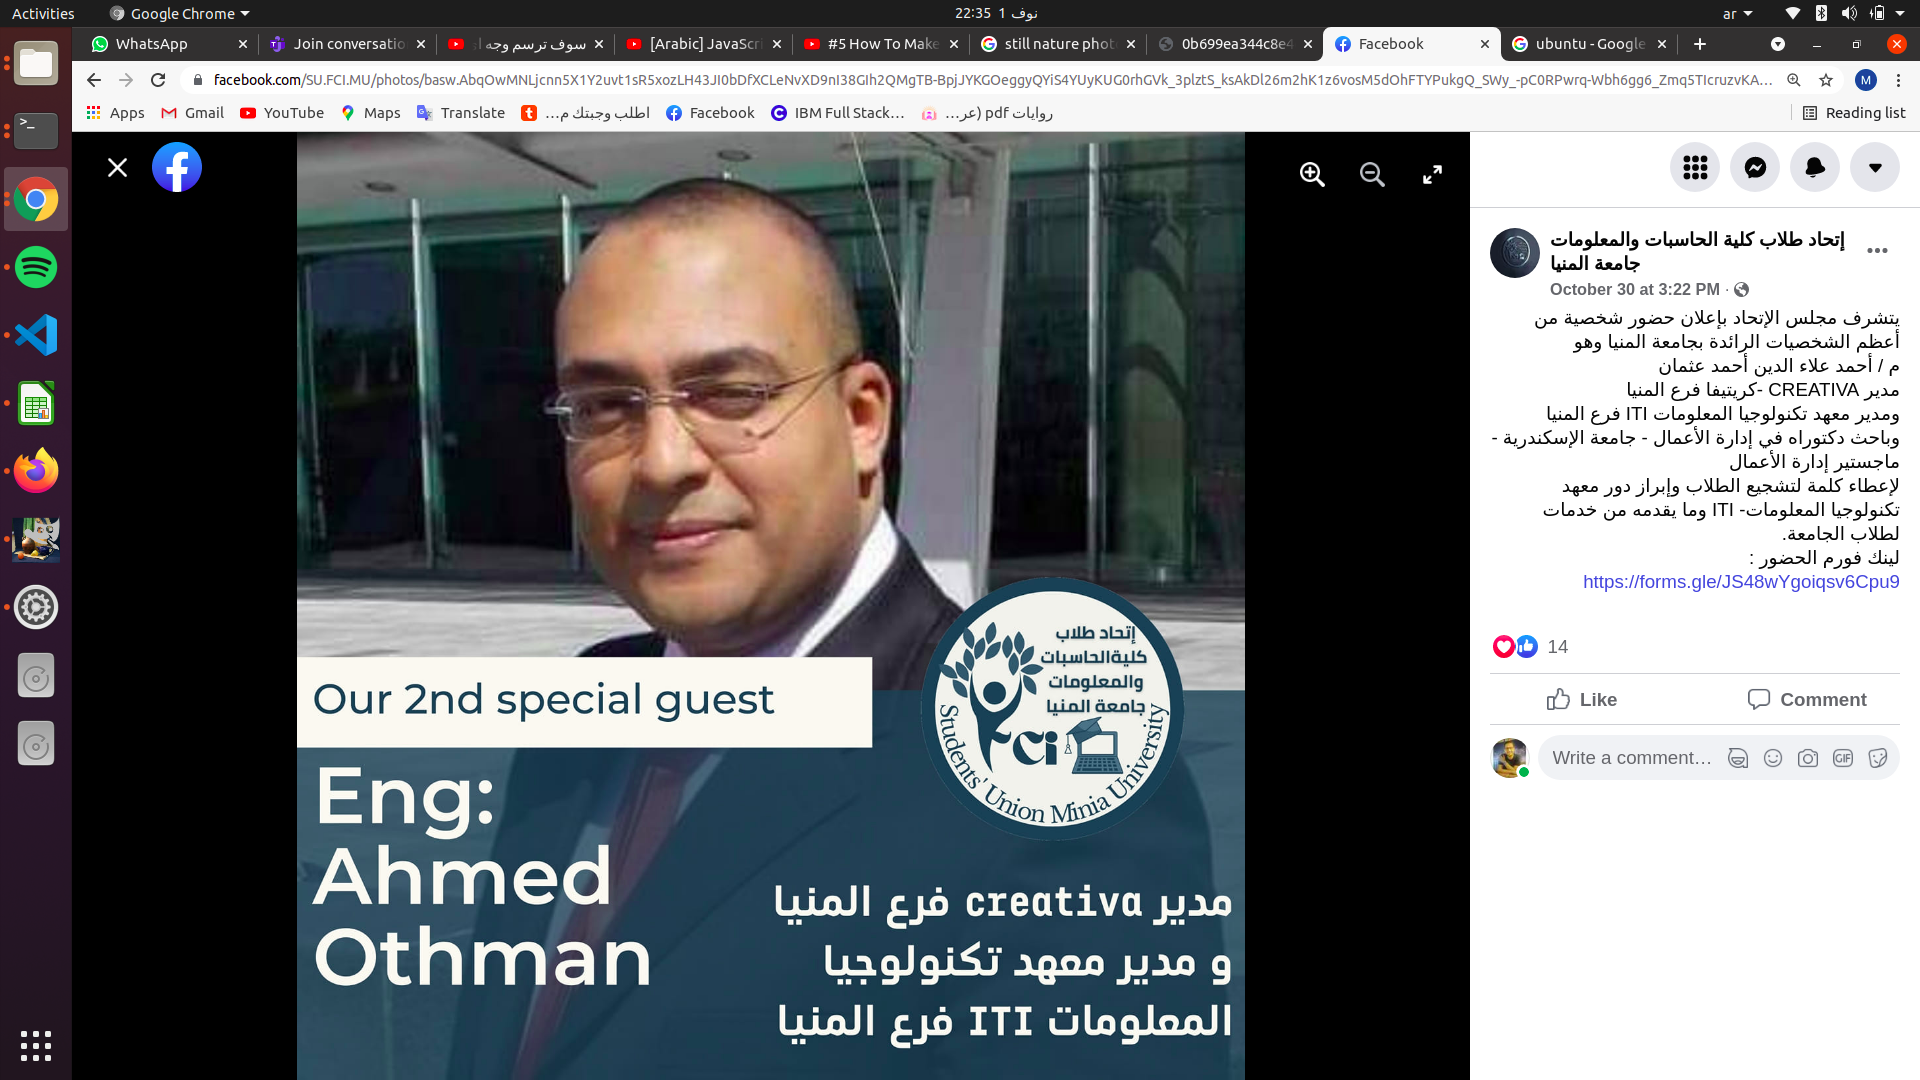 Activities
Google Chrome
22:35 1 نوف
ar
WhatsApp
Join conversatio
سوف ترسم وجه ا
[Arabic] JavaScri
#5 How To Make
still nature phot
0b699ea344c8e4
Facebook
ubuntu - Google
facebook.com/SU.FCI.MU/photos/basw.AbqOwMNLjcnn5X1Y2uvt1sR5xozLH43JI0bDfXCLeNvXD9nI38GIh2QMgTB-BpjJYKGOeggyQYiS4YUyKUG0rhGVk_3plztS_ksAkDl26m2hK1z6vosM5dOhFTYPukgQ_SWy_-pC0RPwrq-Wbh6gg6_Zmq5TIcruzvKA...
M
Apps
Gmail
YouTube
Maps
Translate
اطلب وجبتك م...
Facebook
IBM Full Stack...
روايات pdf (عر...
Reading list
إتحاد طلاب
كلية الحاسبات
والمعلومات
جامعة المنيا
FCi
Students' Union Minia University
Our 2nd special guest
Eng:
Ahmed
Othman
مدير creativa فرع المنيا
و مدير معهد تكنولوجيا
المعلومات ITI فرع المنيا
إتحاد طلاب كلية الحاسبات والمعلومات
جامعة المنيا
October 30 at 3:22 PM ·
يتشرف مجلس الإتحاد بإعلان حضور شخصية من
أعظم الشخصيات الرائدة بجامعة المنيا وهو
م / أحمد علاء الدين أحمد عثمان
مدير CREATIVA -كريتيفا فرع المنيا
ومدير معهد تكنولوجيا المعلومات ITI فرع المنيا
وباحث دكتوراه في إدارة الأعمال - جامعة الإسكندرية -
ماجستير إدارة الأعمال
لإعطاء كلمة لتشجيع الطلاب وإبراز دور معهد
تكنولوجيا المعلومات- ITI وما يقدمه من خدمات
لطلاب الجامعة.
لينك فورم الحضور :
https://forms.gle/JS48wYgoiqsv6Cpu9
14
Like
Comment
Write a comment…
GIF